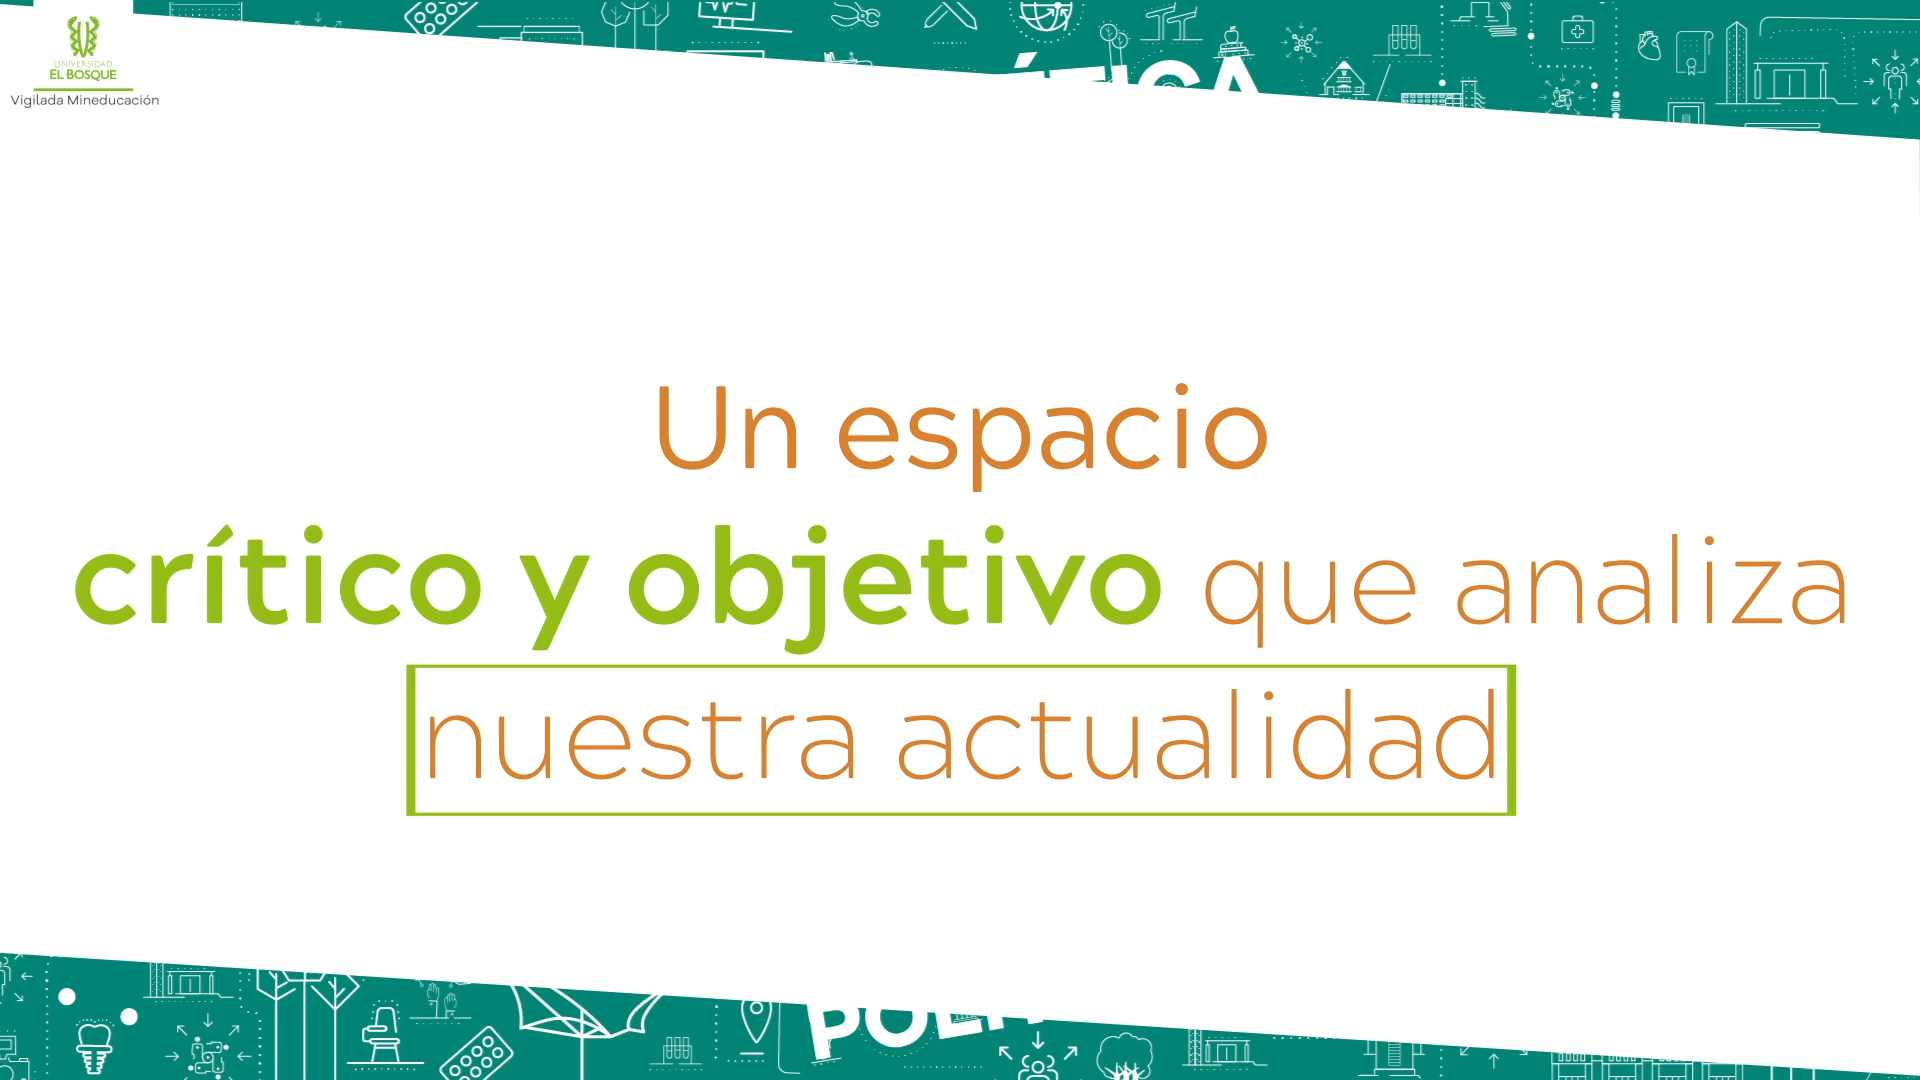 UNIVERSIDAD
EL BOSQUE
Vigilada Mineducación
Un espacio
crítico y objetivo que analiza
nuestra actualidad